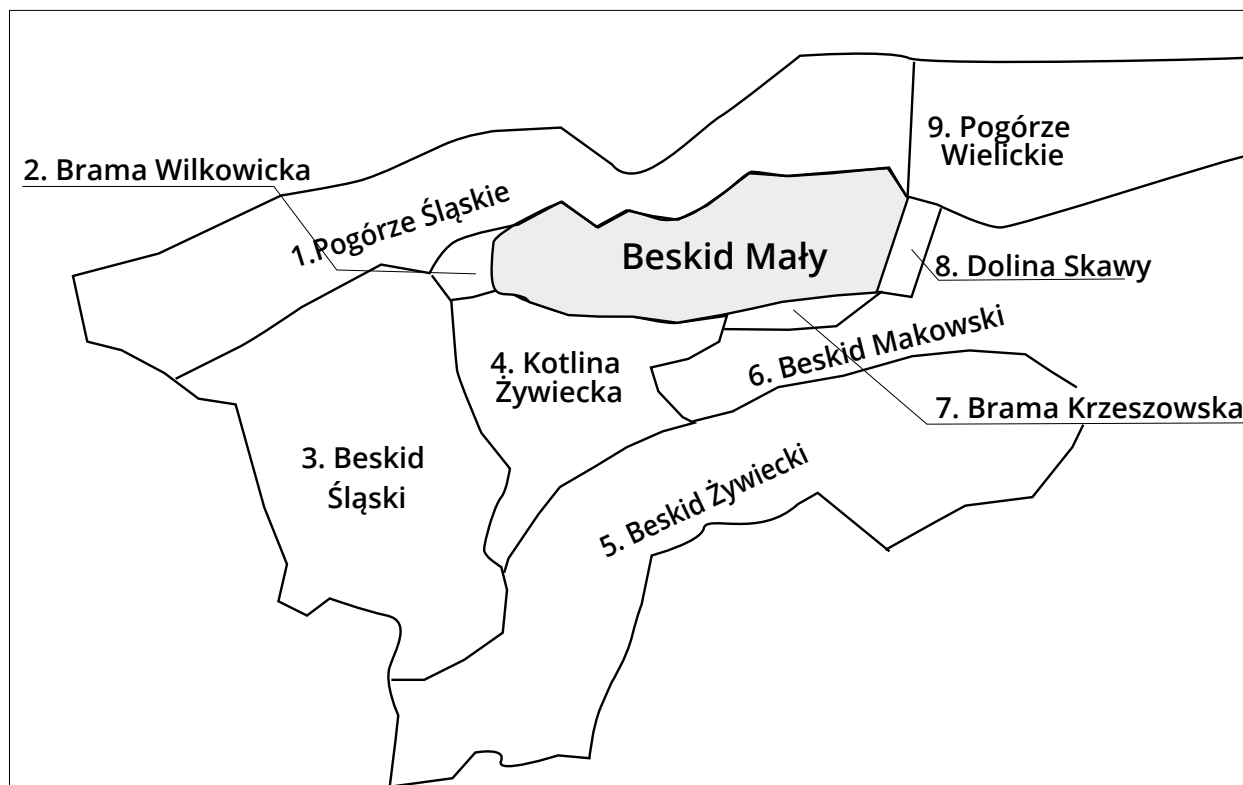 9. Pogórze
Wielickie
2. Brama Wilkowicka
1.Pogórze Śląskie
Beskid Mały
8. Dolina Skawy
6. Beskid Makowski
4. Kotlina
Żywiecka
7. Brama Krzeszowska
3. Beskid
Śląski
5. Beskid Żywiecki